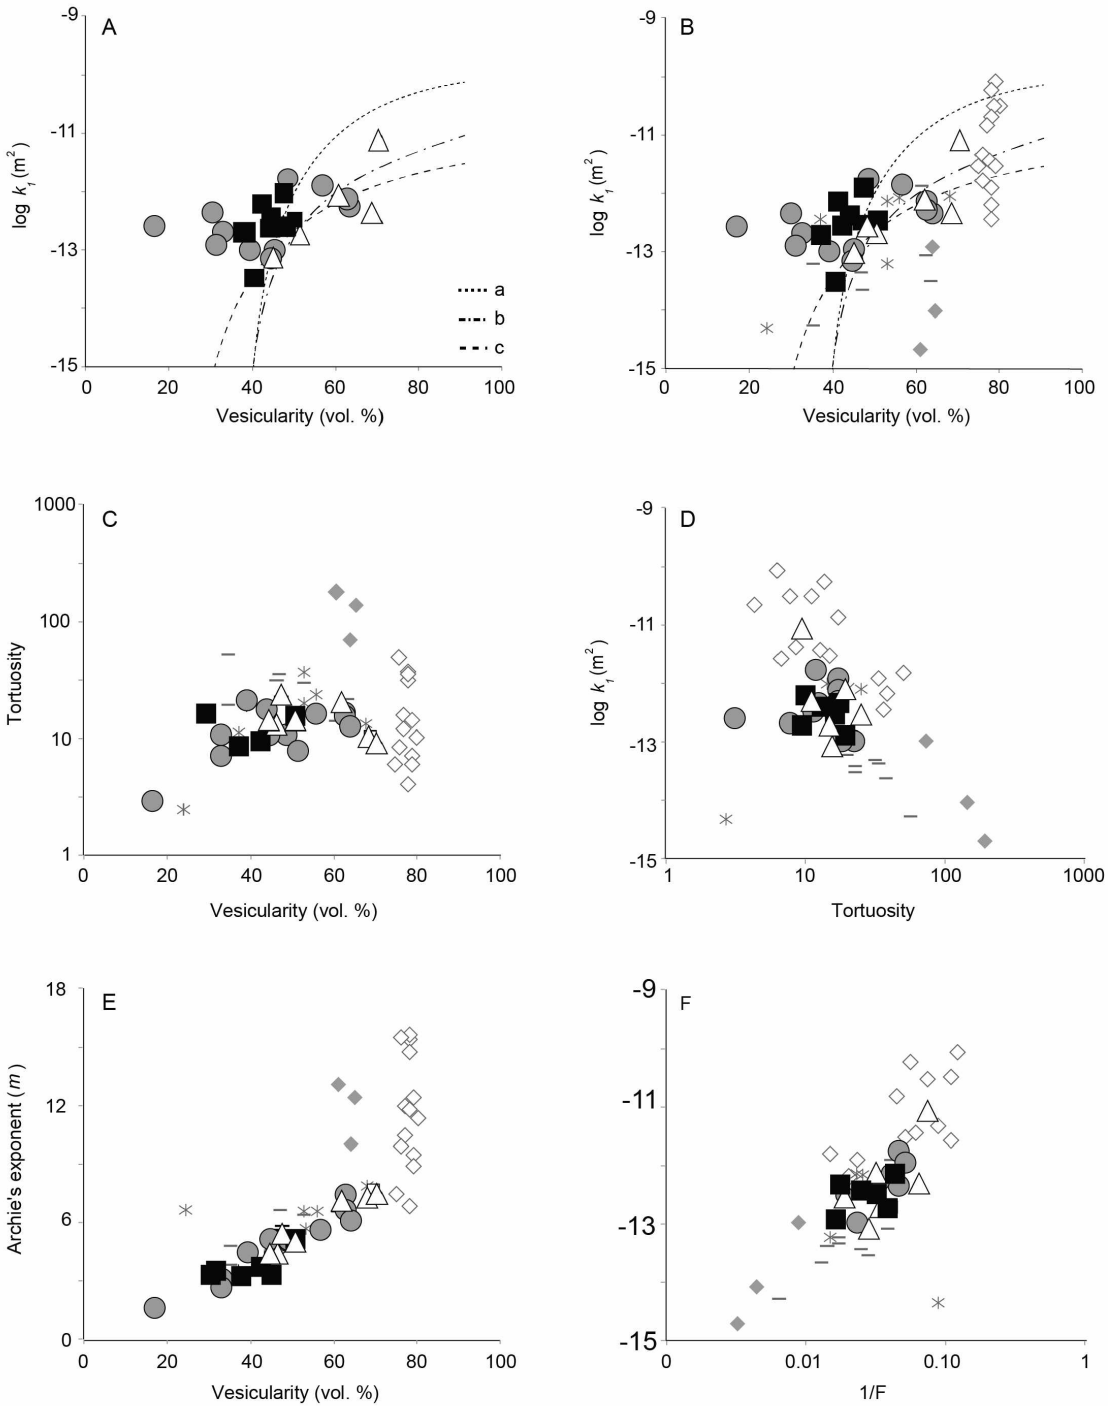 A
-9
-11
-13
-15
log k₁ (m²)
a
b
c
0 20 40 60 80 100
Vesicularity (vol. %)
B
-9
-11
-13
-15
log k₁ (m²)
0 20 40 60 80 100
Vesicularity (vol. %)
C
1000
100
10
1
Tortuosity
0 20 40 60 80 100
Vesicularity (vol. %)
D
-9
-11
-13
-15
log k₁ (m²)
1 10 100 1000
Tortuosity
E
18
12
6
0
Archie's exponent (m)
0 20 40 60 80 100
Vesicularity (vol. %)
F
-9
-11
-13
-15
0 0.01 0.10 1
1/F